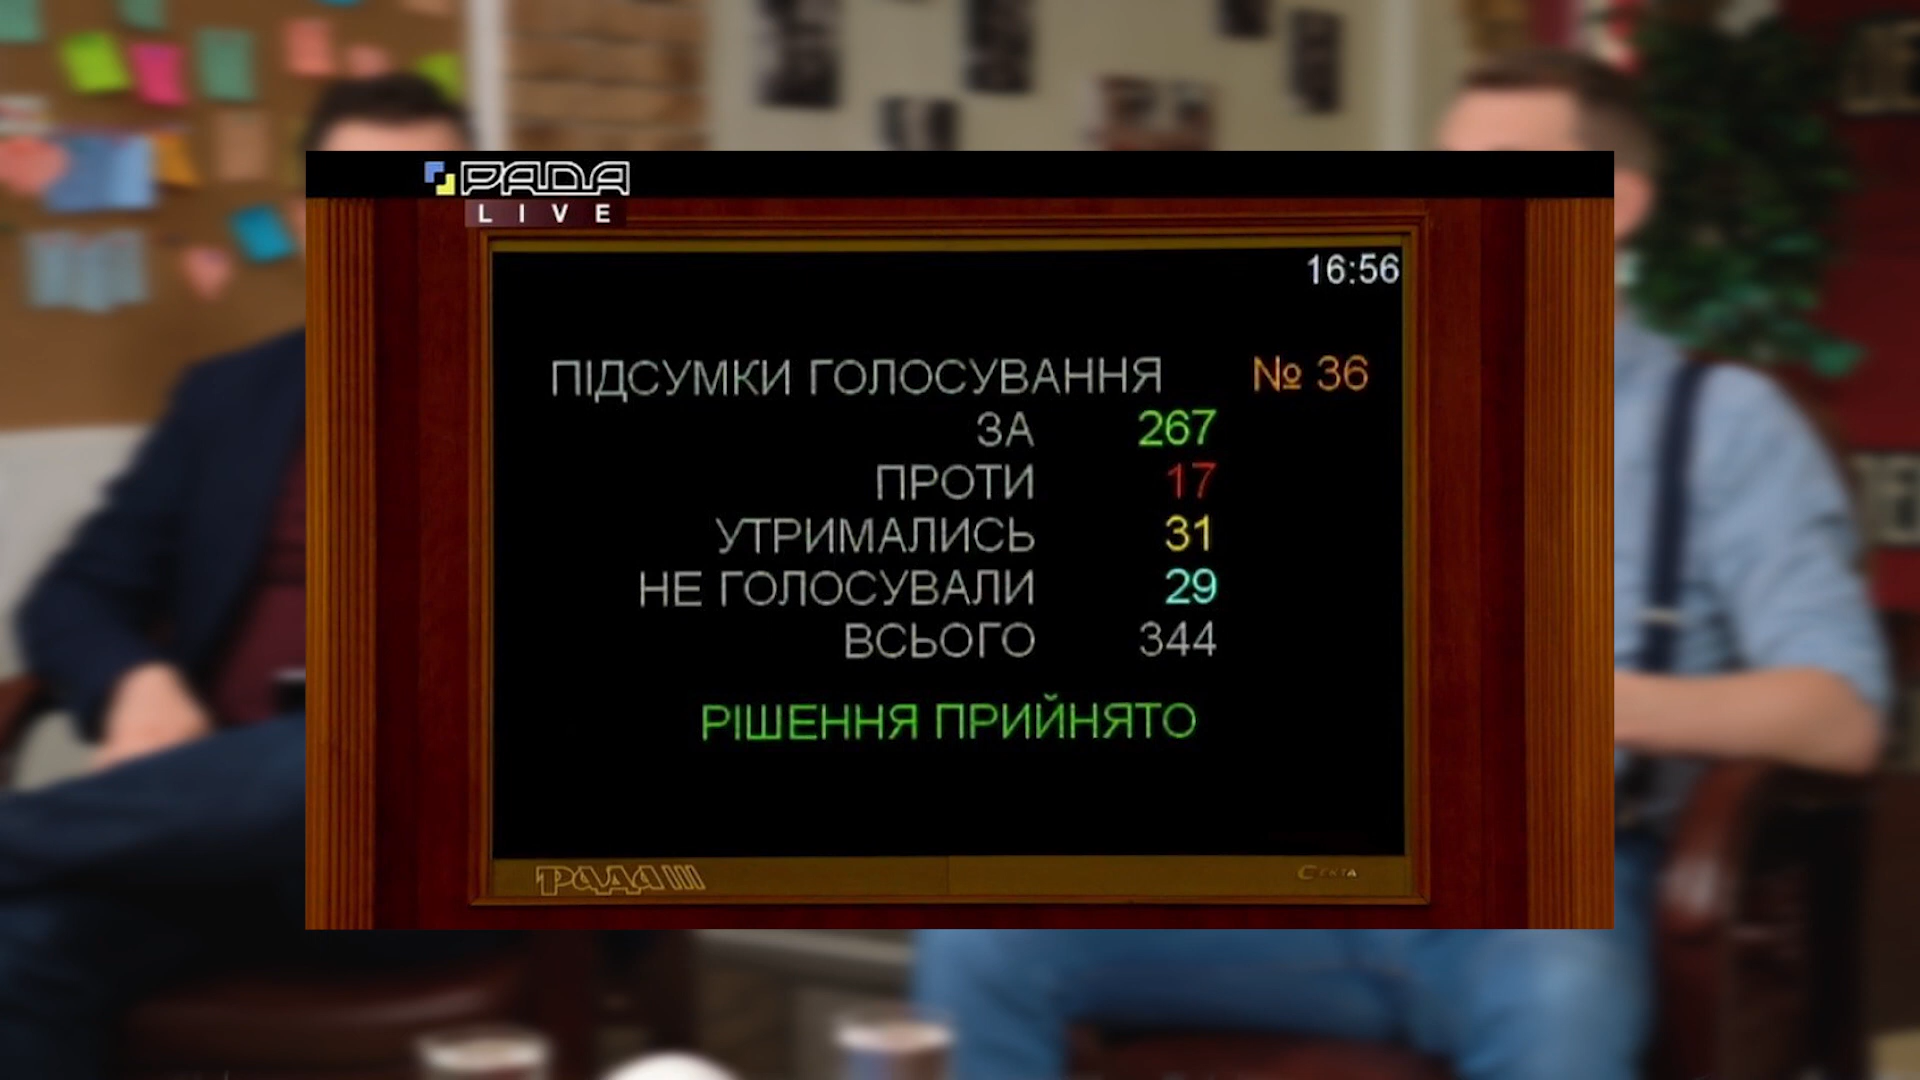 РАДА
LIVE
16:56
ПІДСУМКИ ГОЛОСУВАННЯ № 36
ЗА 267
ПРОТИ 17
УТРИМАЛИСЬ 31
НЕ ГОЛОСУВАЛИ 29
ВСЬОГО 344
РІШЕННЯ ПРИЙНЯТО
РАДА III СЕКТА